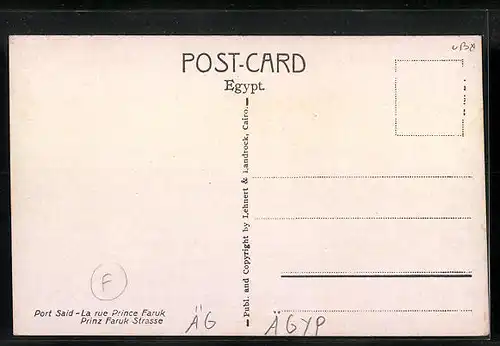 POST-CARD
Egypt.
Publ. and Copyright by Lehnert & Landrock, Cairo.
F
Port Said - La rue Prince Faruk
Prinz Faruk-Strasse
ÄG
ÄGYP